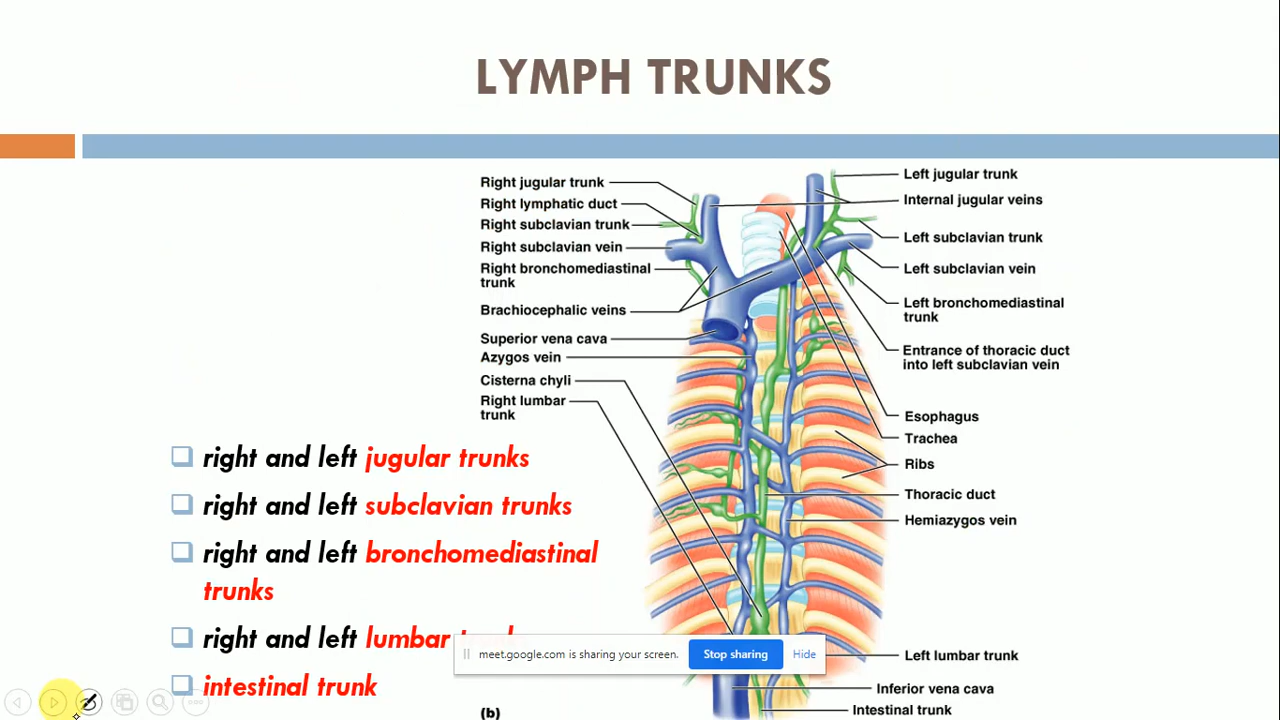 LYMPH TRUNKS
Right jugular trunk
Right lymphatic duct
Right subclavian trunk
Right subclavian vein
Right bronchomediastinal
trunk
Brachiocephalic veins
Superior vena cava
Azygos vein
Cisterna chyli
Right lumbar
trunk
Left jugular trunk
Internal jugular veins
Left subclavian trunk
Left subclavian vein
Left bronchomediastinal
trunk
Entrance of thoracic duct
into left subclavian vein
Esophagus
Trachea
Ribs
Thoracic duct
Hemiazygos vein
Left lumbar trunk
Inferior vena cava
Intestinal trunk
(b)
right and left jugular trunks
right and left subclavian trunks
right and left bronchomediastinal
trunks
right and left lumbar
intestinal trunk
meet.google.com is sharing your screen.
Stop sharing
Hide